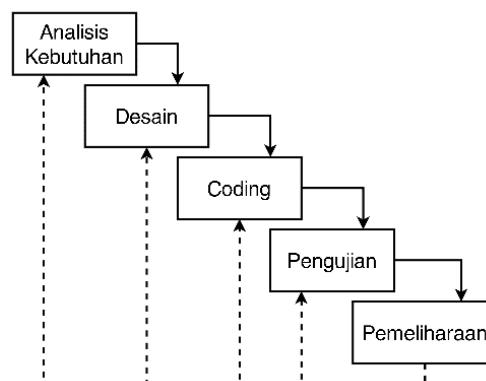 Analisis
Kebutuhan
Desain
Coding
Pengujian
Pemeliharaan